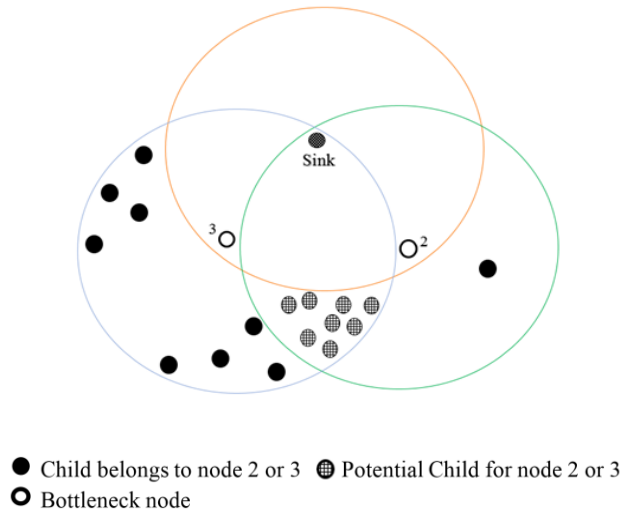 Sink
3
2
Child belongs to node 2 or 3 Potential Child for node 2 or 3
Bottleneck node